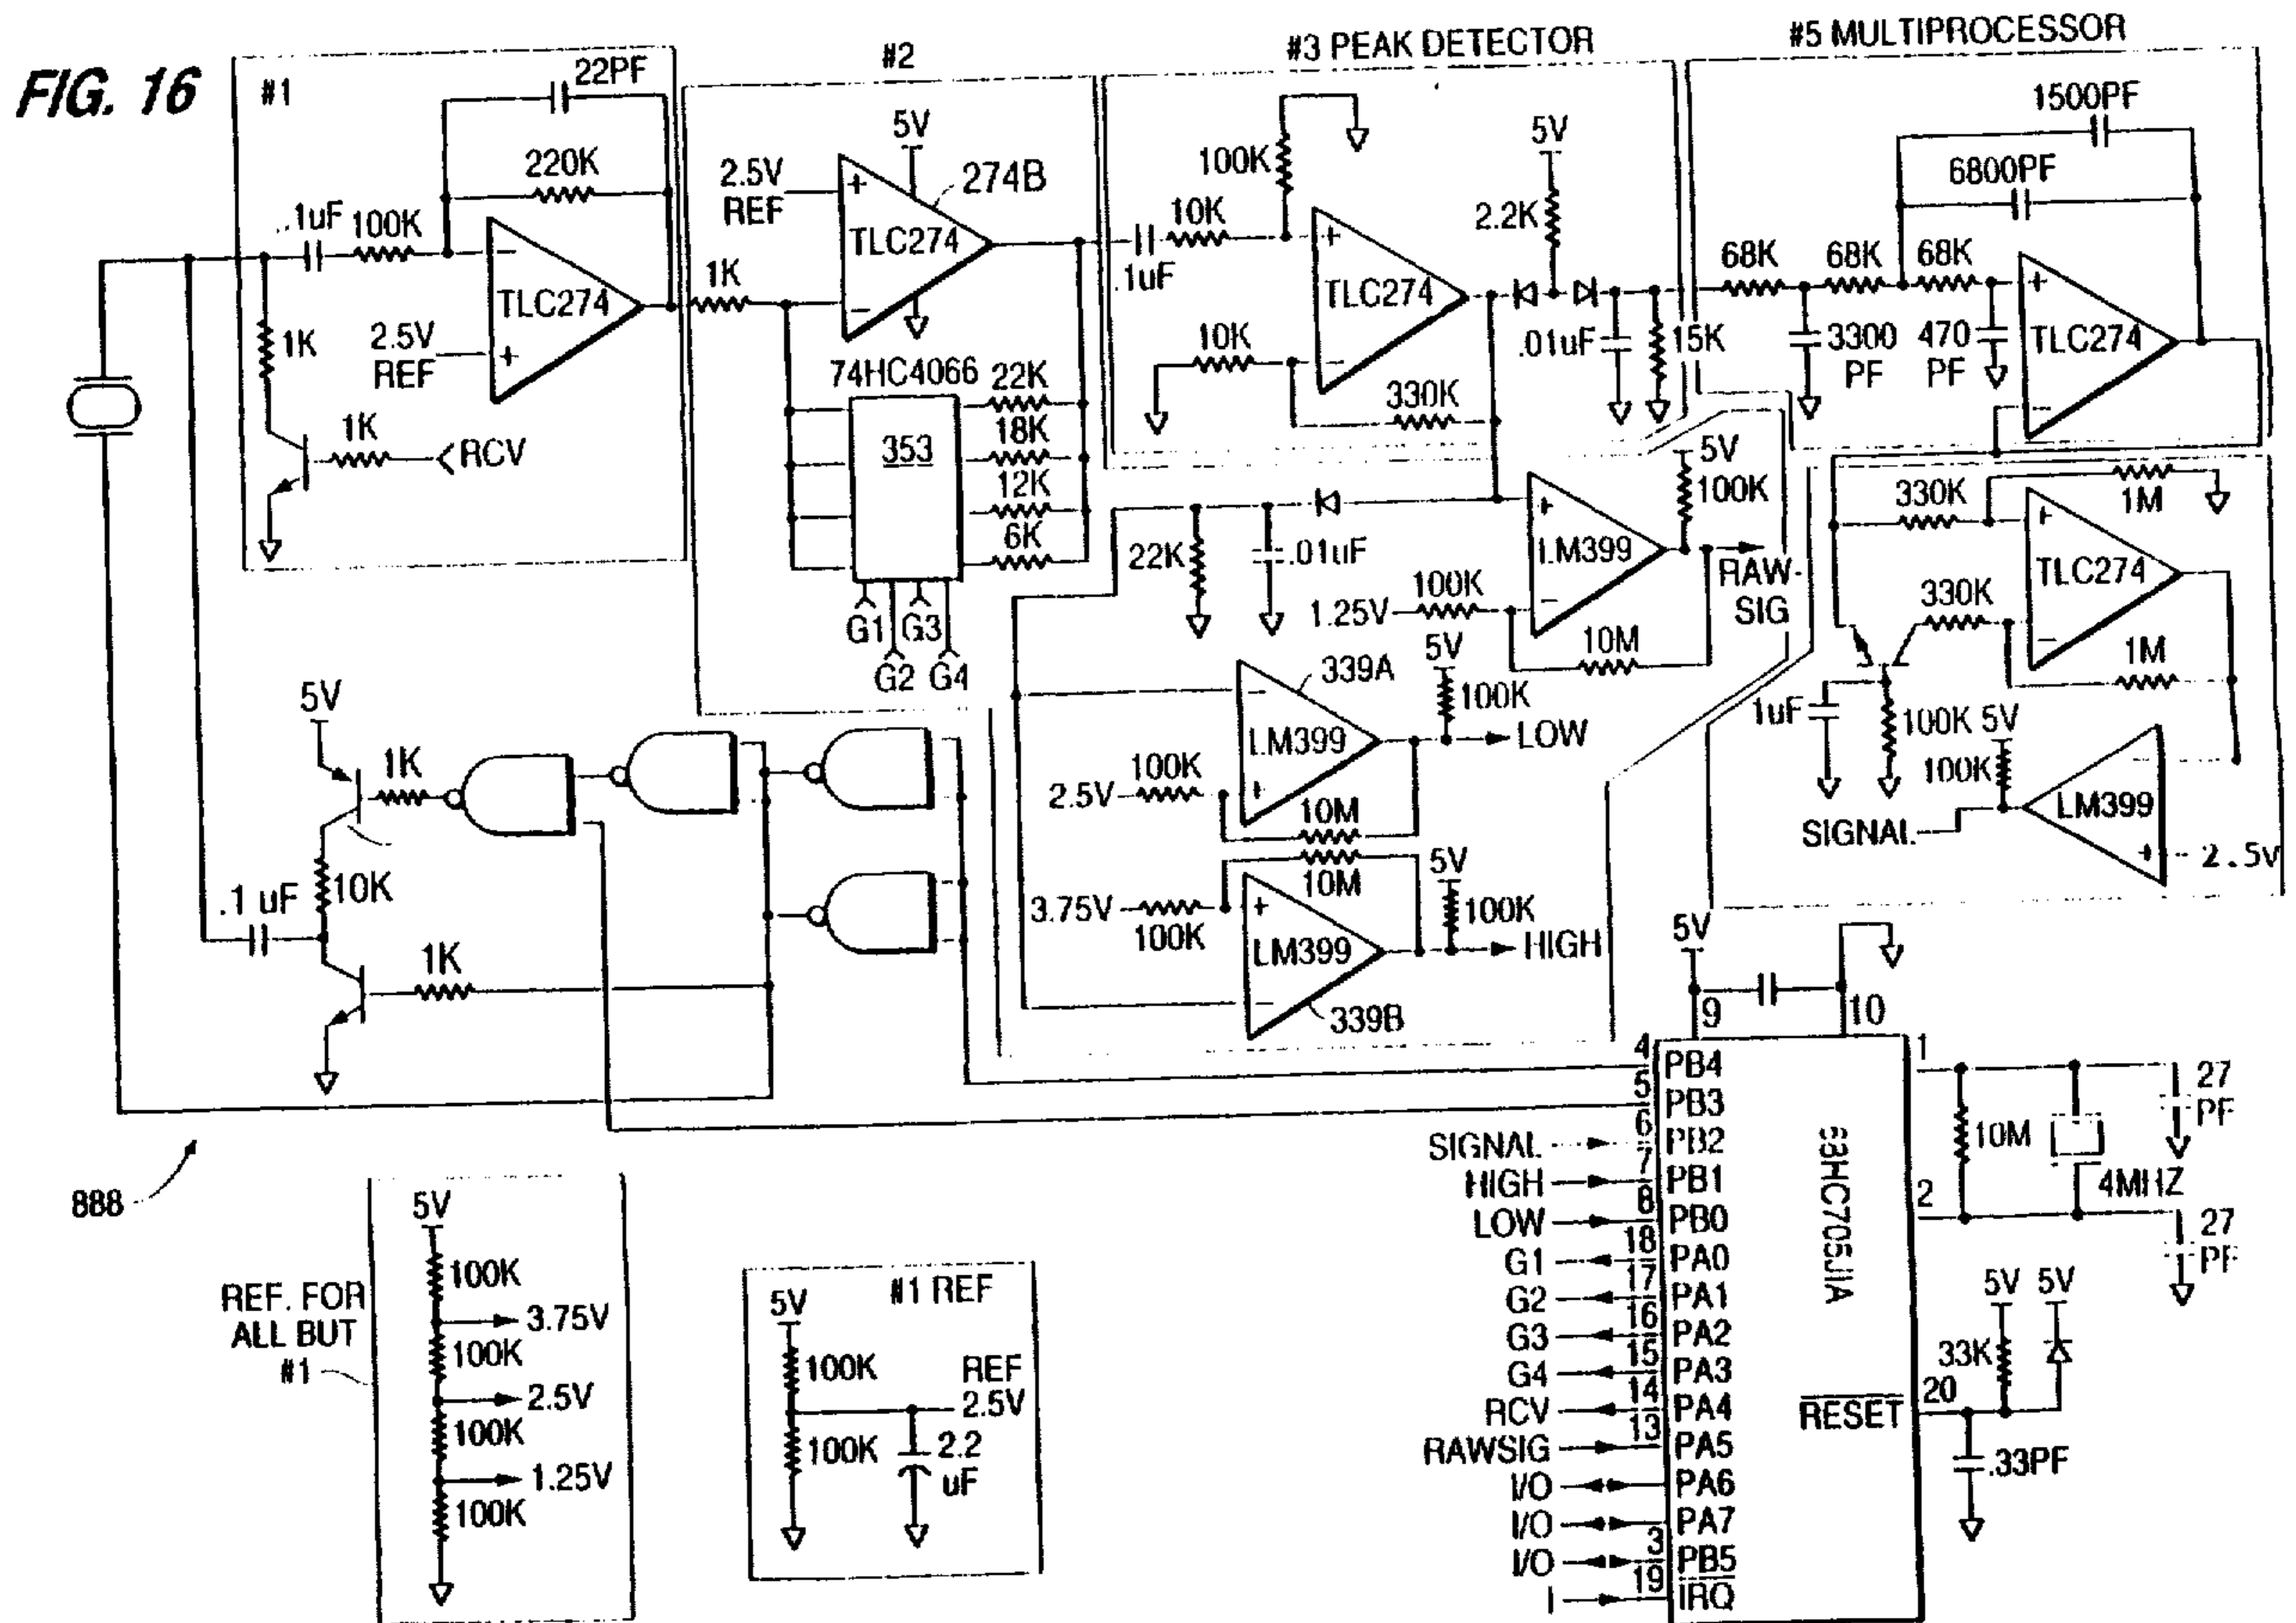 FIG. 16
#1
22PF
220K
.1uF
100K
TLC274
2.5V
REF
1K
1K
RCV
#2
5V
2.5V
REF
274B
TLC274
1K
74HC4066
353
22K
18K
12K
6K
G1
G3
G2
G4
#3 PEAK DETECTOR
100K
5V
2.2K
10K
.1uF
TLC274
10K
330K
.01uF
15K
#5 MULTIPROCESSOR
1500PF
6800PF
68K
68K
68K
3300
PF
470
PF
TLC274
5V
100K
22K
.01uF
LM399
RAW-
SIG
100K
1.25V
10M
330K
1M
TLC274
330K
1M
1uF
100K
5V
100K
LM399
SIGNAL
2.5V
339A
5V
100K
LM399
LOW
100K
2.5V
10M
10M
5V
3.75V
100K
100K
LM399
HIGH
339B
5V
1K
10K
.1 uF
1K
888
5V
9
10
4
PB4
5
PB3
6
SIGNAL
PB2
7
HIGH
PB1
8
LOW
PB0
18
G1
PA0
17
G2
PA1
16
G3
PA2
15
G4
PA3
14
RCV
PA4
13
RAWSIG
PA5
I/O
PA6
I/O
PA7
3
I/O
PB5
19
I
IRQ
68HC705JIA
1
27
PF
10M
4MHZ
2
27
PF
5V
5V
33K
20
RESET
.33PF
REF. FOR
ALL BUT
#1
5V
100K
3.75V
100K
2.5V
100K
1.25V
100K
#1 REF
5V
100K
REF
2.5V
100K
2.2
uF